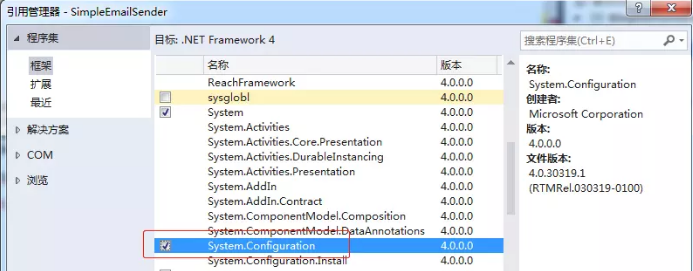 引用管理器 - SimpleEmailSender
程序集
框架
扩展
最近
解决方案
COM
浏览
目标: .NET Framework 4
名称 版本
ReachFramework 4.0.0.0
sysglobl 4.0.0.0
System 4.0.0.0
System.Activities 4.0.0.0
System.Activities.Core.Presentation 4.0.0.0
System.Activities.DurableInstancing 4.0.0.0
System.Activities.Presentation 4.0.0.0
System.AddIn 4.0.0.0
System.AddIn.Contract 4.0.0.0
System.ComponentModel.Composition 4.0.0.0
System.ComponentModel.DataAnnotations 4.0.0.0
System.Configuration 4.0.0.0
System.Configuration.Install 4.0.0.0
搜索程序集(Ctrl+E)
名称:
System.Configuration
创建者:
Microsoft Corporation
版本:
4.0.0.0
文件版本:
4.0.30319.1
(RTMRel.030319-0100)